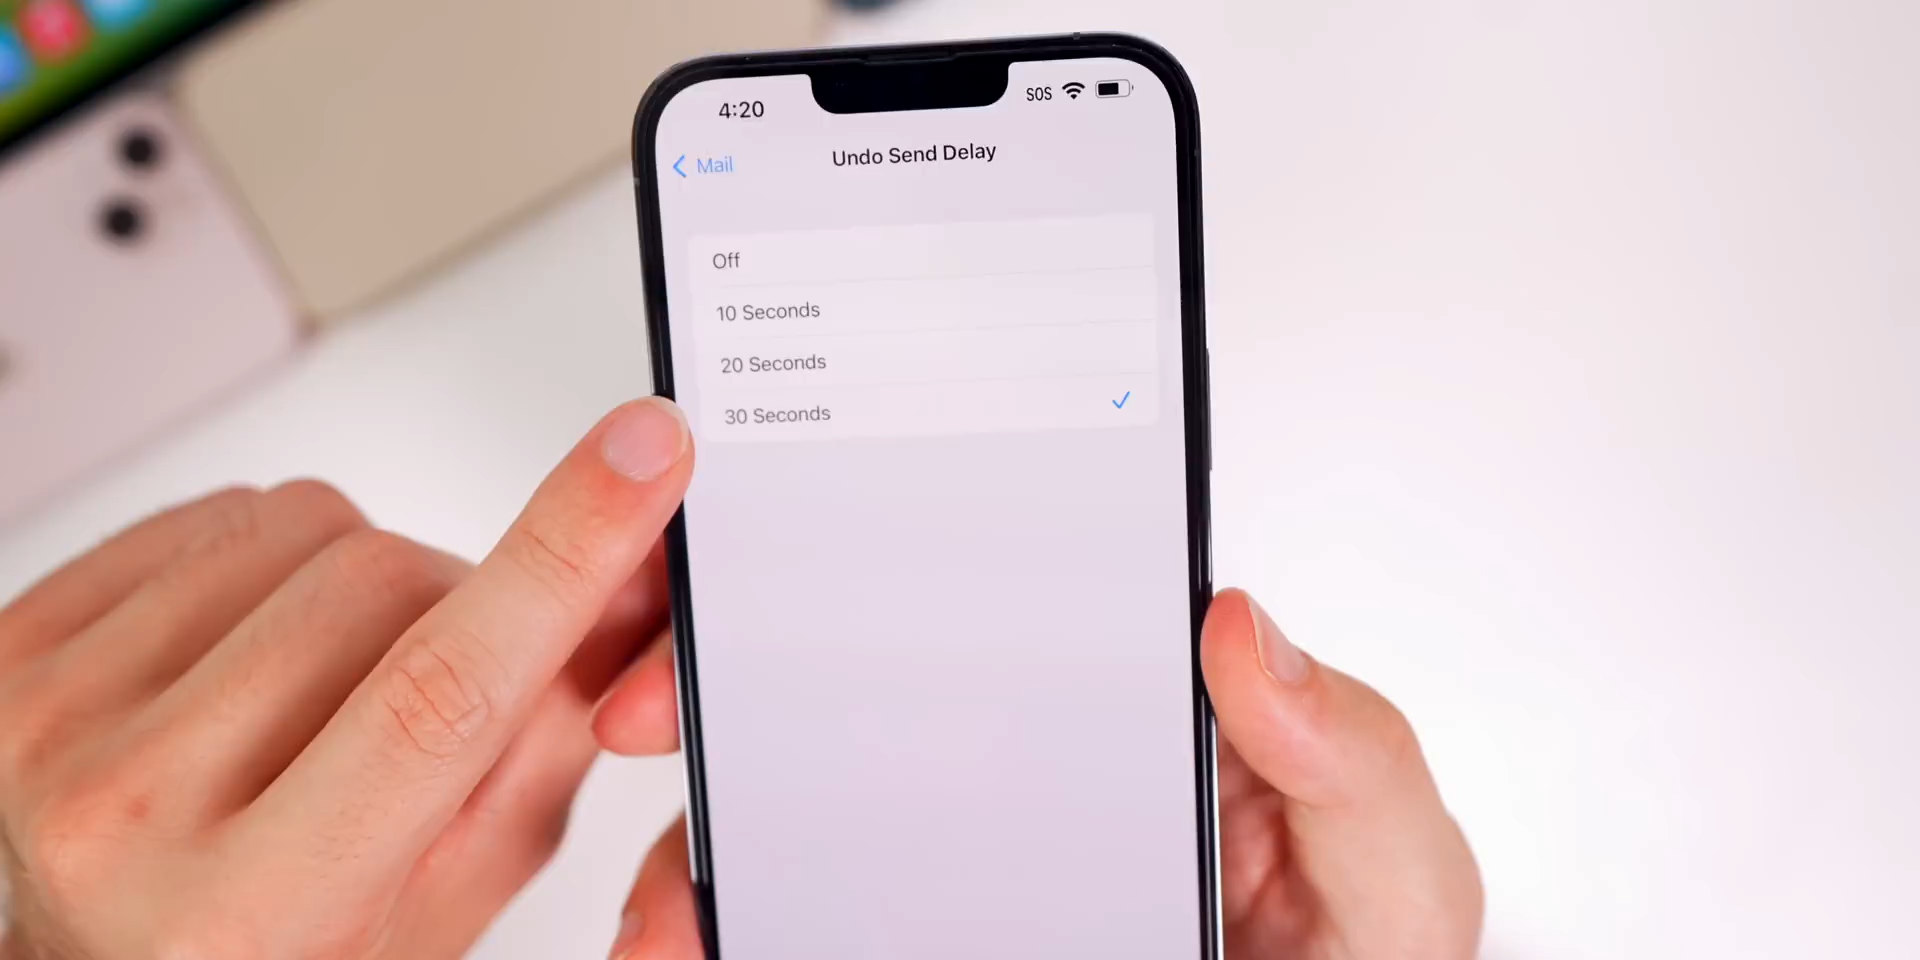 4:20
SOS
Mail
Undo Send Delay
Off
10 Seconds
20 Seconds
30 Seconds